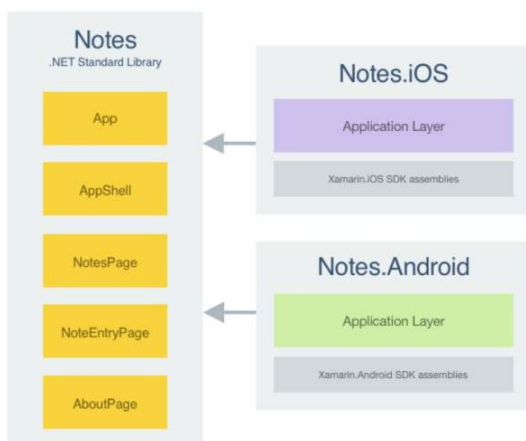 Notes
.NET Standard Library
App
AppShell
NotesPage
NoteEntryPage
AboutPage
Notes.iOS
Application Layer
Xamarin.iOS SDK assemblies
Notes.Android
Application Layer
Xamarin.Android SDK assemblies